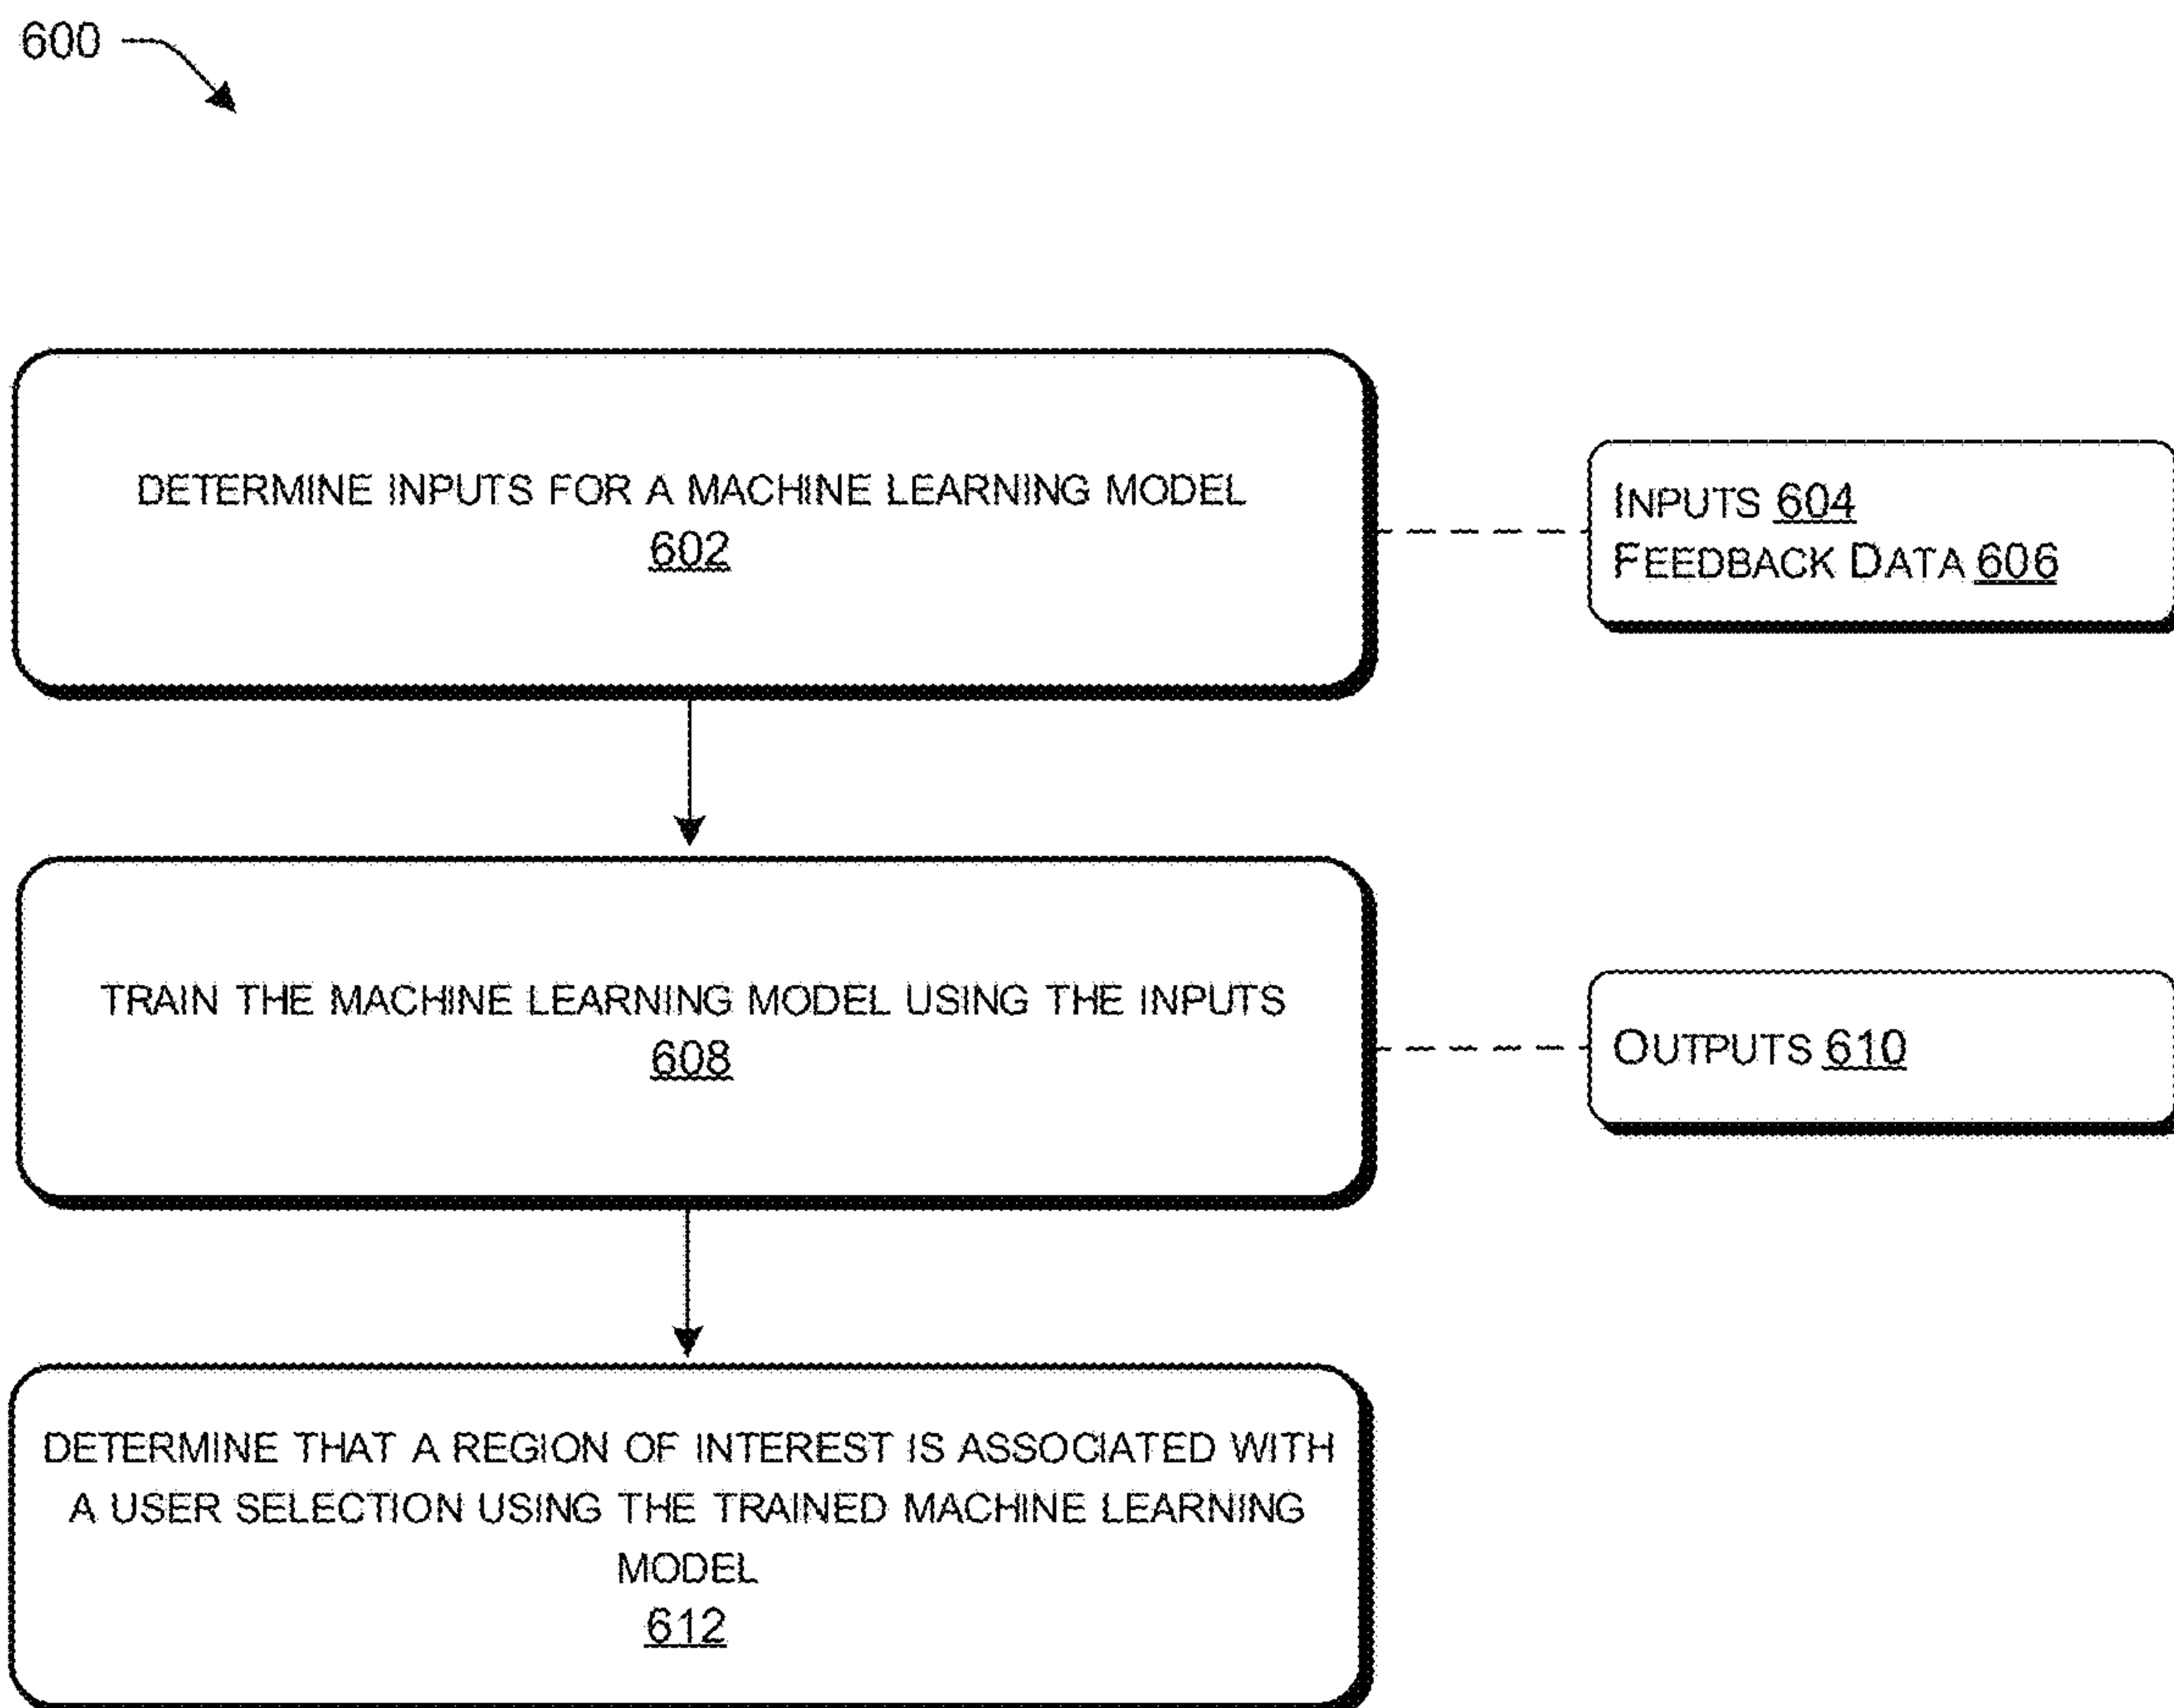 600
DETERMINE INPUTS FOR A MACHINE LEARNING MODEL
602
INPUTS 604
FEEDBACK DATA 606
TRAIN THE MACHINE LEARNING MODEL USING THE INPUTS
608
OUTPUTS 610
DETERMINE THAT A REGION OF INTEREST IS ASSOCIATED WITH
A USER SELECTION USING THE TRAINED MACHINE LEARNING
MODEL
612